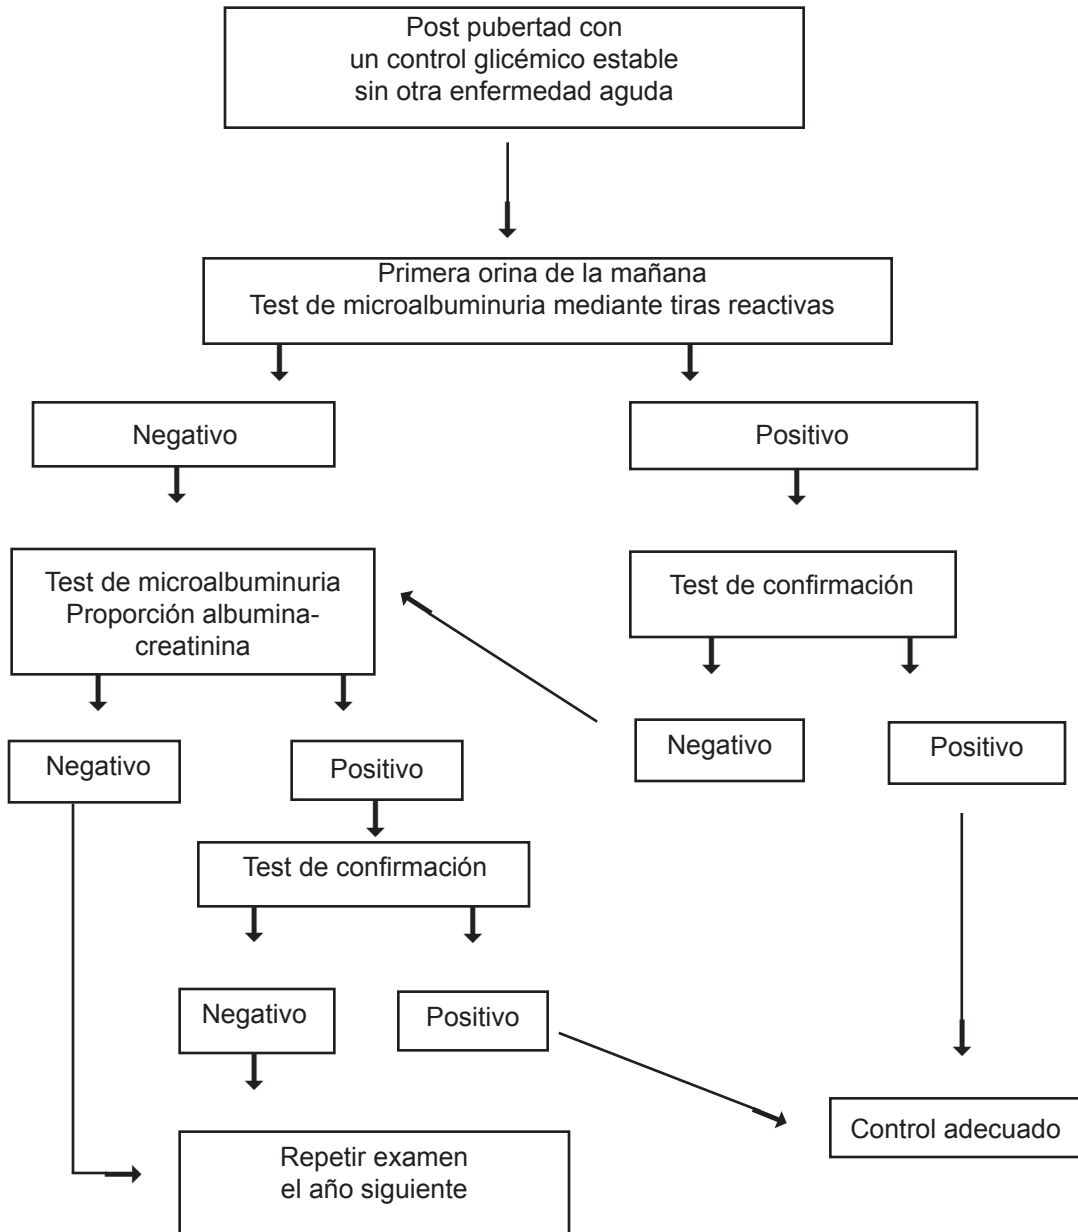 Post pubertad con
un control glicémico estable
sin otra enfermedad aguda
Primera orina de la mañana
Test de microalbuminuria mediante tiras reactivas
Negativo
Positivo
Test de microalbuminuria
Proporción albumina-
creatinina
Test de confirmación
Negativo
Positivo
Negativo
Positivo
Test de confirmación
Negativo
Positivo
Control adecuado
Repetir examen
el año siguiente